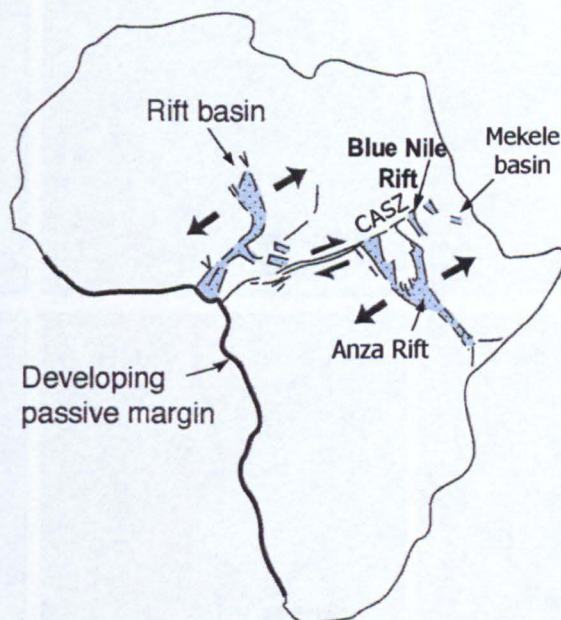 Rift basin
Blue Nile
Rift
Mekele
basin
CASZ
Anza Rift
Developing
passive margin